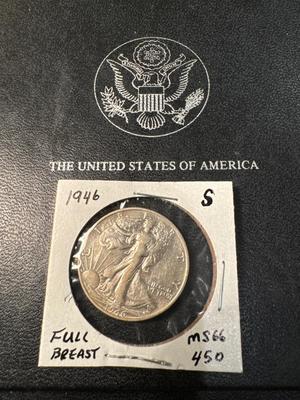 THE UNITED STATES OF AMERICA
1946 S
FULL MS66
BREAST 450